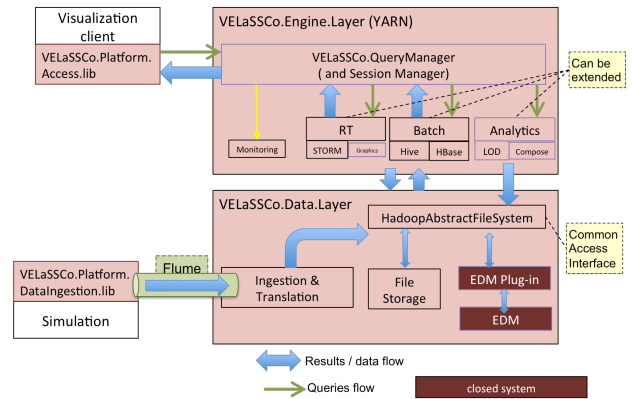 Visualization
client
VELaSSCo.Platform.
Access.lib
VELaSSCo.Engine.Layer (YARN)
VELaSSCo.QueryManager
( and Session Manager)
Can be
extended
Monitoring
RT
STORM
Graphics
Batch
Hive
HBase
Analytics
LOD
Compose
VELaSSCo.Data.Layer
HadoopAbstractFileSystem
Common
Access
Interface
Flume
VELaSSCo.Platform.
DataIngestion.lib
Simulation
Ingestion &
Translation
File
Storage
EDM Plug-in
EDM
Results / data flow
Queries flow
closed system